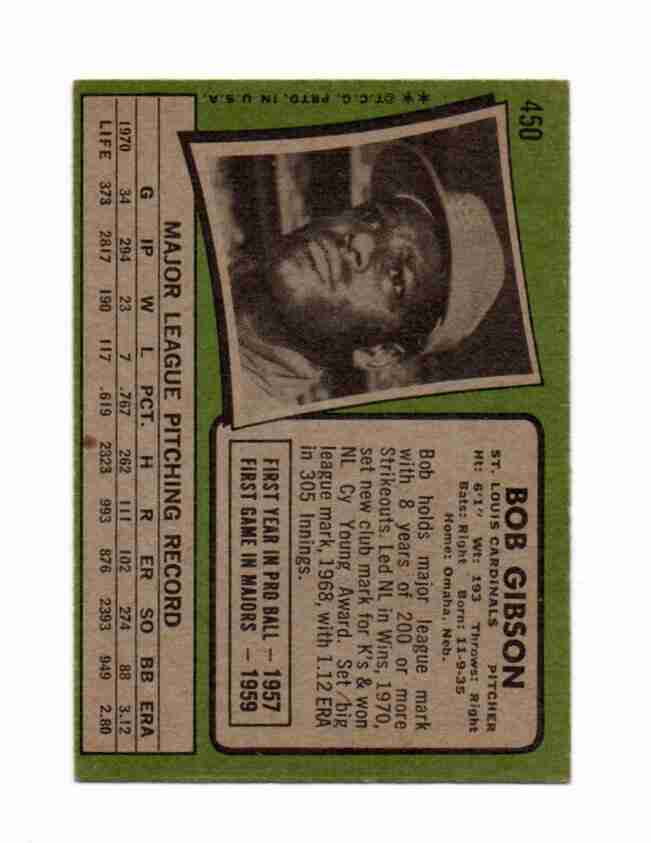 450
BOB GIBSON
ST. LOUIS CARDINALS PITCHER
Ht: 6'1" Wt: 193 Throws: Right
Bats: Right Born: 11-9-35
Home: Omaha, Neb.
Bob holds major league mark
with 8 years of 200 or more
Strikeouts. Led NL in Wins, 1970,
set new club mark for K's & won
NL Cy Young Award. Set big
league mark, 1968, with 1.12 ERA
in 305 Innings.
FIRST YEAR IN PRO BALL — 1957
FIRST GAME IN MAJORS — 1959
MAJOR LEAGUE PITCHING RECORD
G IP W L PCT. H R ER SO BB ERA
1970 34 294 23 7 .767 262 111 102 274 88 3.12
LIFE 373 2817 190 117 .619 2323 993 876 2393 949 2.80
** ©T.C.G. PRTD. IN U.S.A.